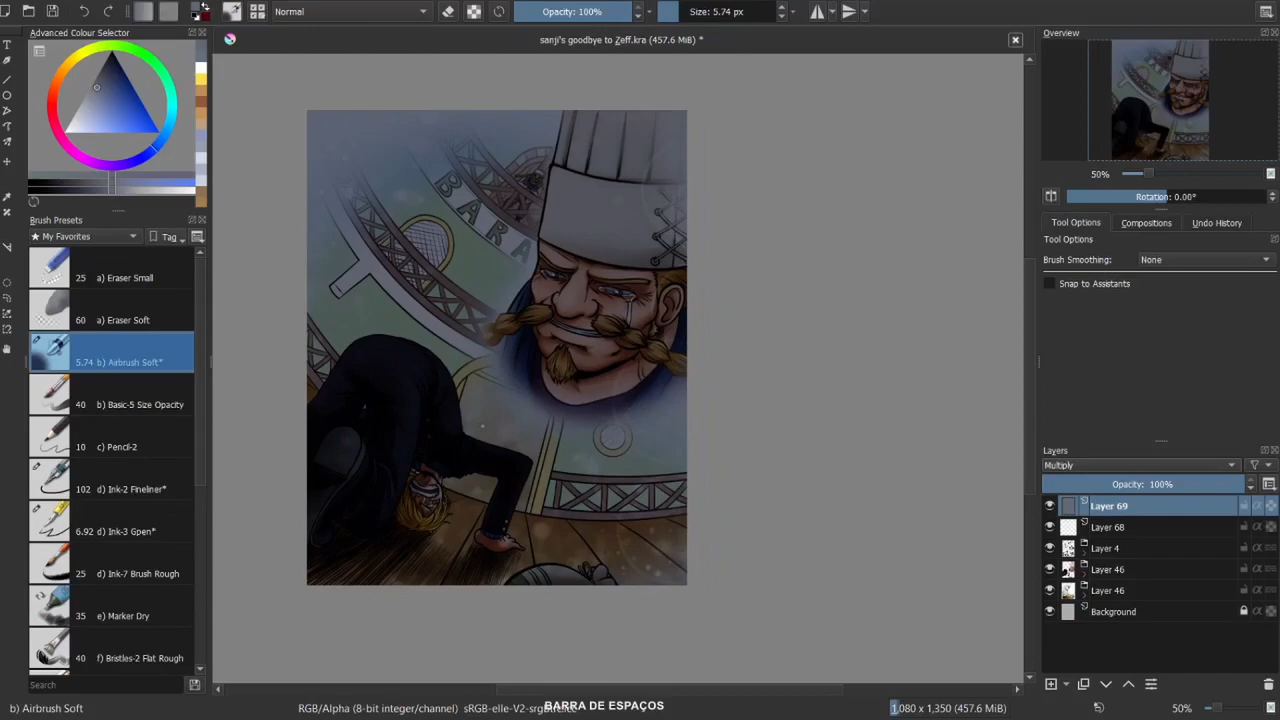 Normal
Opacity: 100%
Size: 5.74 px
Advanced Colour Selector
sanji's goodbye to Zeff.kra (457.6 MiB) *
Overview
50%
Rotation: 0.00°
Brush Presets
★ My Favorites
Tag
Tool Options
Compositions
Undo History
Tool Options
Brush Smoothing:
None
Snap to Assistants
25 a) Eraser Small
60 a) Eraser Soft
5.74 b) Airbrush Soft*
40 b) Basic-5 Size Opacity
10 c) Pencil-2
102 d) Ink-2 Fineliner*
6.92 d) Ink-3 Gpen*
25 d) Ink-7 Brush Rough
35 e) Marker Dry
40 f) Bristles-2 Flat Rough
Search
BARA
Layers
Multiply
Opacity: 100%
Layer 69
Layer 68
Layer 4
Layer 46
Layer 46
Background
b) Airbrush Soft
RGB/Alpha (8-bit integer/channel) sRGB-elle-V2-srgbtrc.icc
BARRA DE ESPAÇOS
1,080 x 1,350 (457.6 MiB)
50%